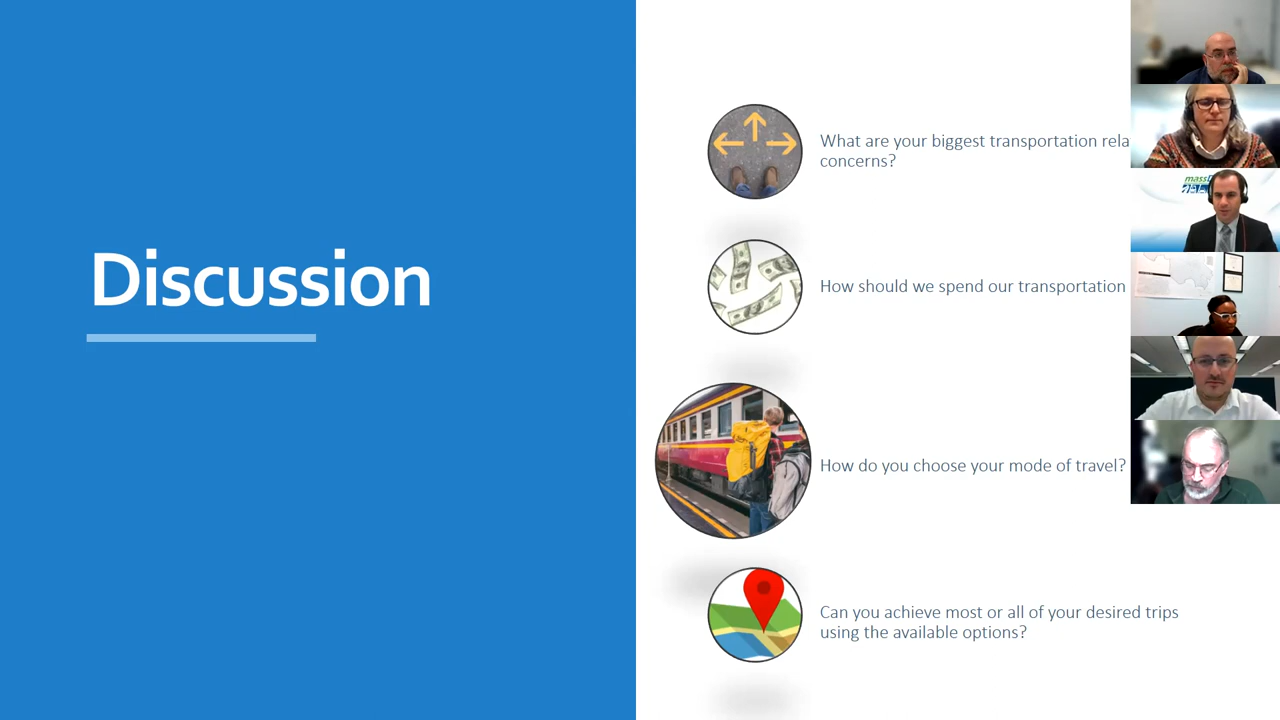 Discussion
What are your biggest transportation rela
concerns?
How should we spend our transportation
How do you choose your mode of travel?
Can you achieve most or all of your desired trips
using the available options?
mass